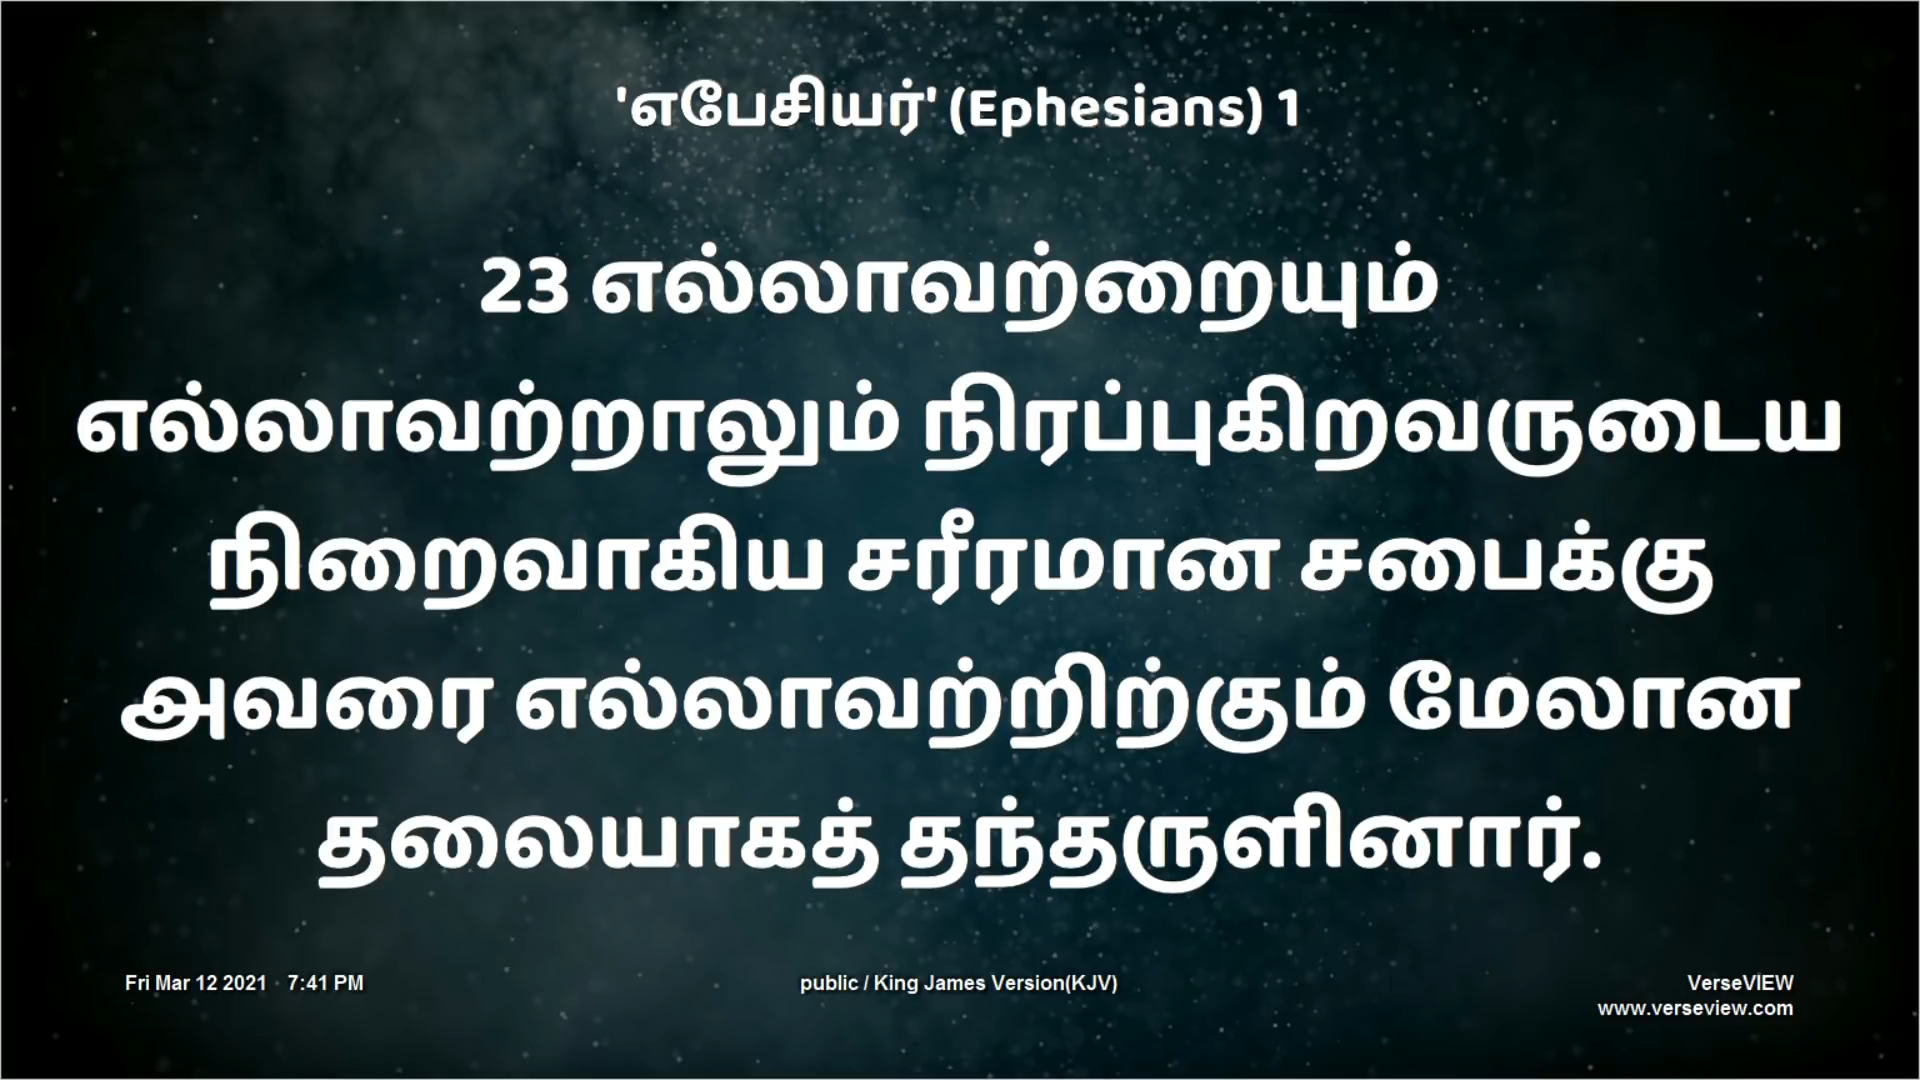 'எபேசியர்' (Ephesians) 1
23 எல்லாவற்றையும்
எல்லாவற்றாலும் நிரப்புகிறவருடைய
நிறைவாகிய சரீரமான சபைக்கு
அவரை எல்லாவற்றிற்கும் மேலான
தலையாகத் தந்தருளினார்.
Fri Mar 12 2021 · 7:41 PM
public / King James Version(KJV)
VerseVIEW
www.verseview.com